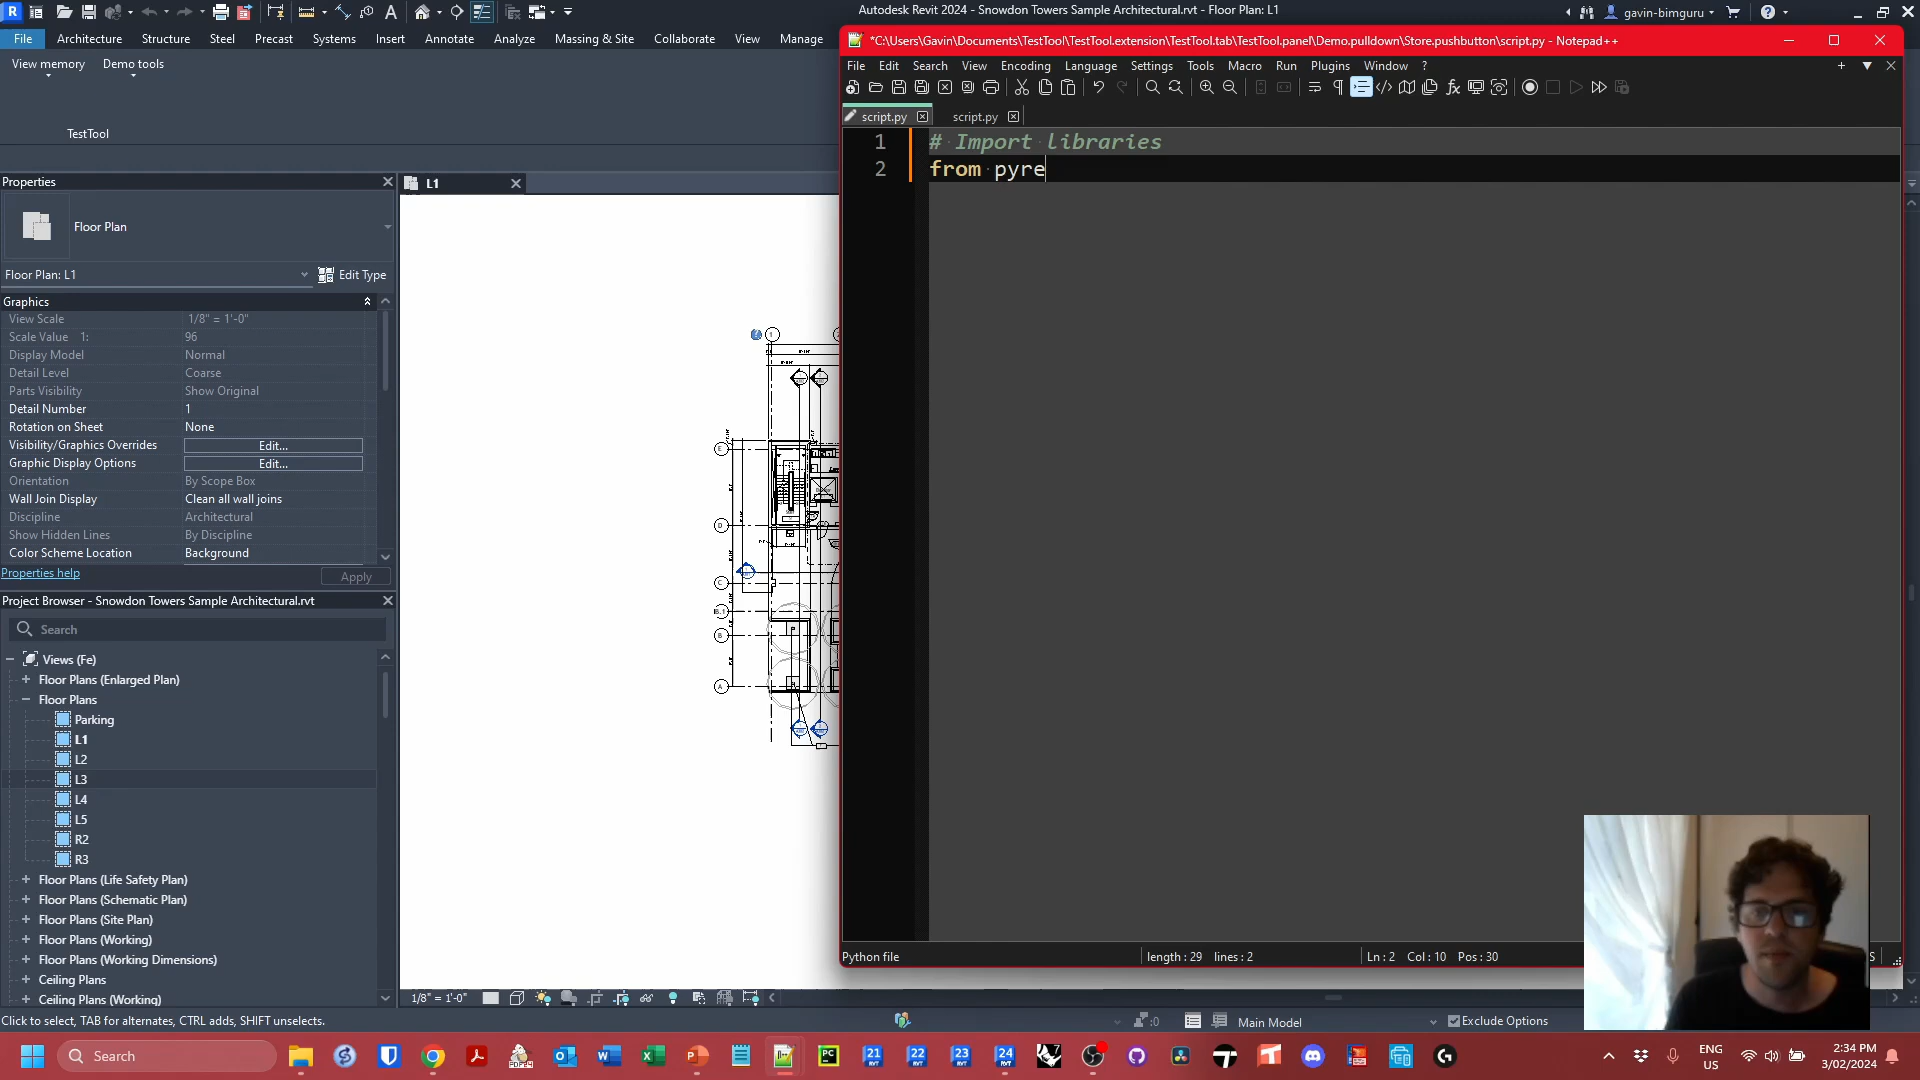 Autodesk Revit 2024 - Snowdon Towers Sample Architectural.rvt - Floor Plan: L1
gavin-bimguru
File
Architecture
Structure
Steel
Precast
Systems
Insert
Annotate
Analyze
Massing & Site
Collaborate
View
Manage
View memory
Demo tools
TestTool
*C:\Users\Gavin\Documents\TestTool\TestTool.extension\TestTool.tab\TestTool.panel\Demo.pulldown\Store.pushbutton\script.py - Notepad++
File Edit Search View Encoding Language Settings Tools Macro Run Plugins Window ?
script.py
script.py
1 # Import libraries
2 from pyre
Python file
length : 29 lines : 2
Ln : 2 Col : 10 Pos : 30
Properties
L1
Floor Plan
Floor Plan: L1
Edit Type
Graphics
View Scale 1/8" = 1'-0"
Scale Value 1: 96
Display Model Normal
Detail Level Coarse
Parts Visibility Show Original
Detail Number 1
Rotation on Sheet None
Visibility/Graphics Overrides Edit...
Graphic Display Options Edit...
Orientation By Scope Box
Wall Join Display Clean all wall joins
Discipline Architectural
Show Hidden Lines By Discipline
Color Scheme Location Background
Properties help
Apply
Project Browser - Snowdon Towers Sample Architectural.rvt
Search
Views (Fe)
Floor Plans (Enlarged Plan)
Floor Plans
Parking
L1
L2
L3
L4
L5
R2
R3
Floor Plans (Life Safety Plan)
Floor Plans (Schematic Plan)
Floor Plans (Site Plan)
Floor Plans (Working)
Floor Plans (Working Dimensions)
Ceiling Plans
Ceiling Plans (Working)
1
E
D
C
B.1
B
A
1/8" = 1'-0"
Click to select, TAB for alternates, CTRL adds, SHIFT unselects.
:0
Main Model
Exclude Options
Search
21 RVT
22 RVT
23 RVT
24 RVT
ENG
US
2:34 PM
3/02/2024